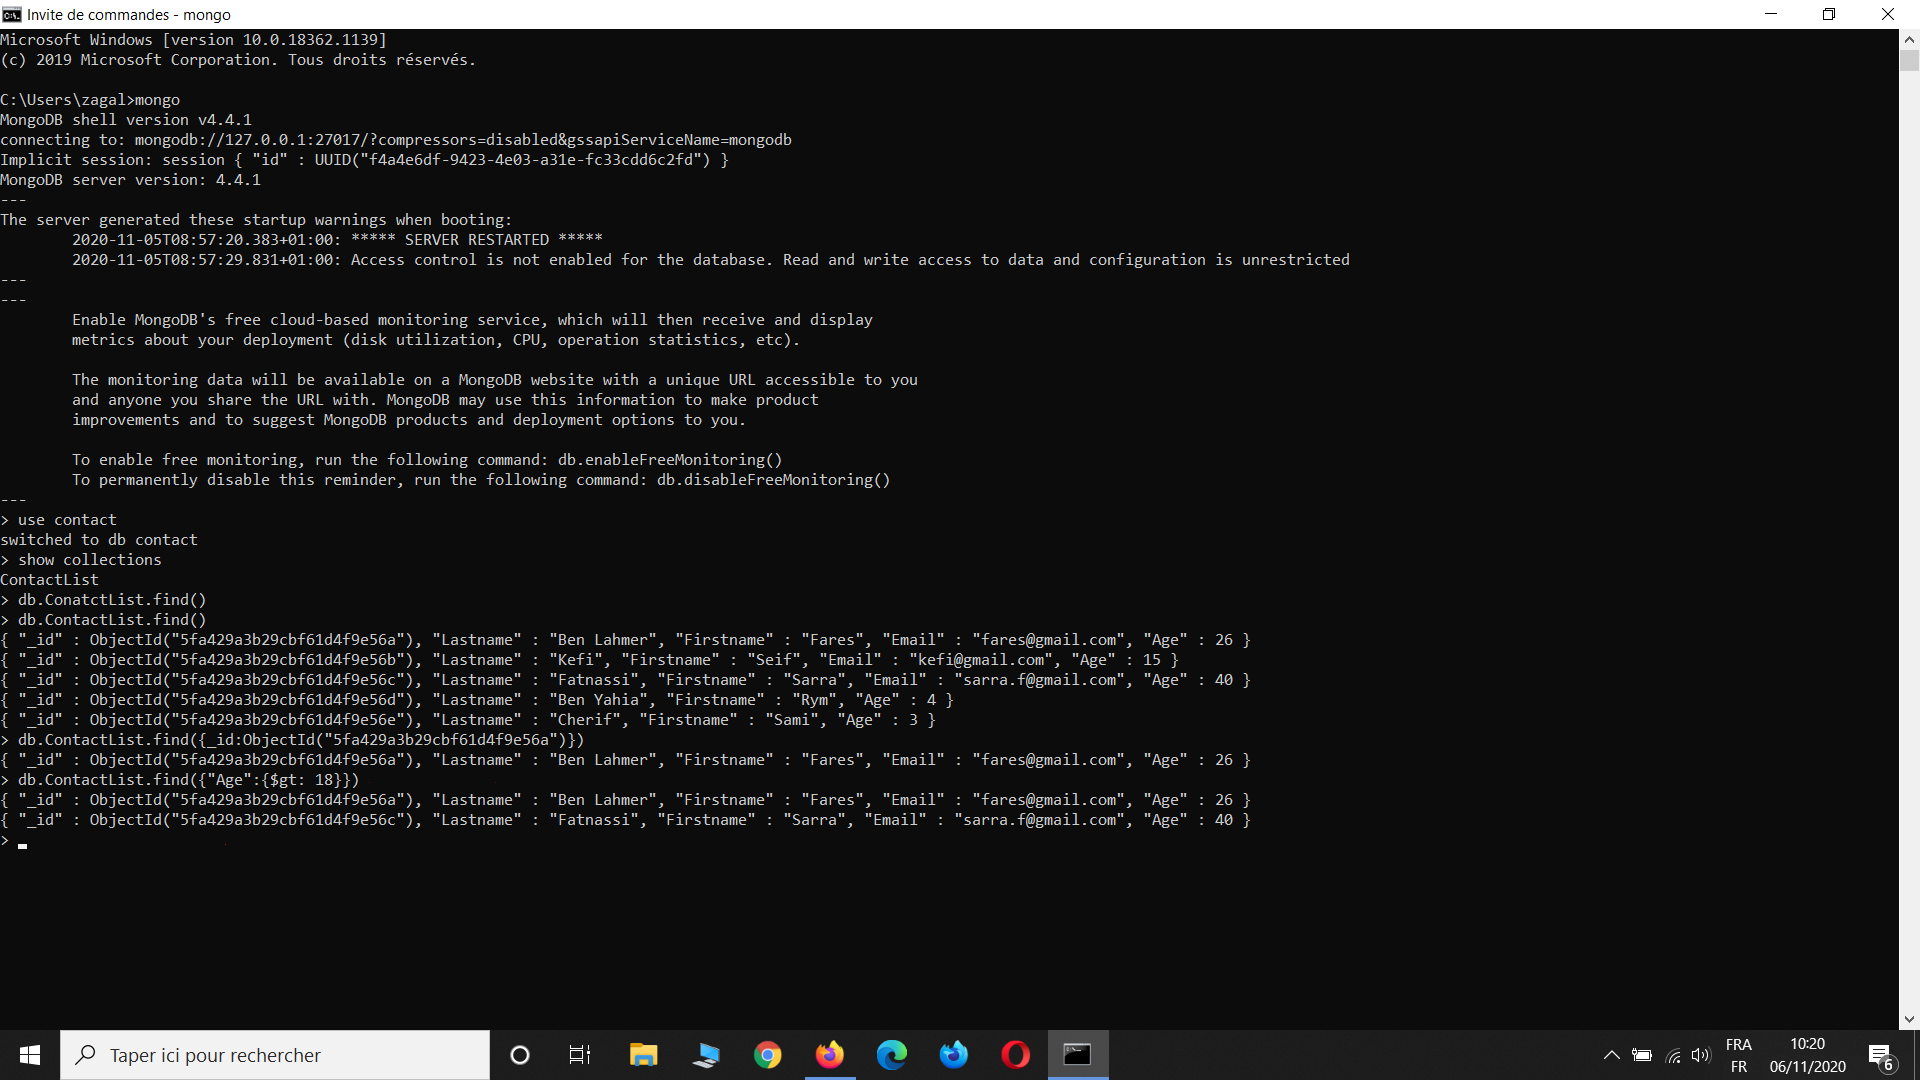 Invite de commandes - mongo
Microsoft Windows [version 10.0.18362.1139]
(c) 2019 Microsoft Corporation. Tous droits réservés.
C:\Users\zagal>mongo
MongoDB shell version v4.4.1
connecting to: mongodb://127.0.0.1:27017/?compressors=disabled&gssapiServiceName=mongodb
Implicit session: session { "id" : UUID("f4a4e6df-9423-4e03-a31e-fc33cdd6c2fd") }
MongoDB server version: 4.4.1
---
The server generated these startup warnings when booting:
        2020-11-05T08:57:20.383+01:00: ***** SERVER RESTARTED *****
        2020-11-05T08:57:29.831+01:00: Access control is not enabled for the database. Read and write access to data and configuration is unrestricted
---
---
        Enable MongoDB's free cloud-based monitoring service, which will then receive and display
        metrics about your deployment (disk utilization, CPU, operation statistics, etc).
        The monitoring data will be available on a MongoDB website with a unique URL accessible to you
        and anyone you share the URL with. MongoDB may use this information to make product
        improvements and to suggest MongoDB products and deployment options to you.
        To enable free monitoring, run the following command: db.enableFreeMonitoring()
        To permanently disable this reminder, run the following command: db.disableFreeMonitoring()
---
> use contact
switched to db contact
> show collections
ContactList
> db.ConatctList.find()
> db.ContactList.find()
{ "_id" : ObjectId("5fa429a3b29cbf61d4f9e56a"), "Lastname" : "Ben Lahmer", "Firstname" : "Fares", "Email" : "fares@gmail.com", "Age" : 26 }
{ "_id" : ObjectId("5fa429a3b29cbf61d4f9e56b"), "Lastname" : "Kefi", "Firstname" : "Seif", "Email" : "kefi@gmail.com", "Age" : 15 }
{ "_id" : ObjectId("5fa429a3b29cbf61d4f9e56c"), "Lastname" : "Fatnassi", "Firstname" : "Sarra", "Email" : "sarra.f@gmail.com", "Age" : 40 }
{ "_id" : ObjectId("5fa429a3b29cbf61d4f9e56d"), "Lastname" : "Ben Yahia", "Firstname" : "Rym", "Age" : 4 }
{ "_id" : ObjectId("5fa429a3b29cbf61d4f9e56e"), "Lastname" : "Cherif", "Firstname" : "Sami", "Age" : 3 }
> db.ContactList.find({_id:ObjectId("5fa429a3b29cbf61d4f9e56a")})
{ "_id" : ObjectId("5fa429a3b29cbf61d4f9e56a"), "Lastname" : "Ben Lahmer", "Firstname" : "Fares", "Email" : "fares@gmail.com", "Age" : 26 }
> db.ContactList.find({"Age":{$gt: 18}})
{ "_id" : ObjectId("5fa429a3b29cbf61d4f9e56a"), "Lastname" : "Ben Lahmer", "Firstname" : "Fares", "Email" : "fares@gmail.com", "Age" : 26 }
{ "_id" : ObjectId("5fa429a3b29cbf61d4f9e56c"), "Lastname" : "Fatnassi", "Firstname" : "Sarra", "Email" : "sarra.f@gmail.com", "Age" : 40 }
>
Taper ici pour rechercher
FRA
FR
10:20
06/11/2020
6